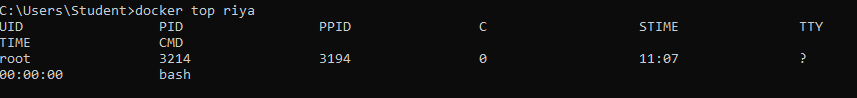 C:\Users\Student>docker top riya
UID PID PPID C STIME TTY
TIME CMD
root 3214 3194 0 11:07 ?
00:00:00 bash